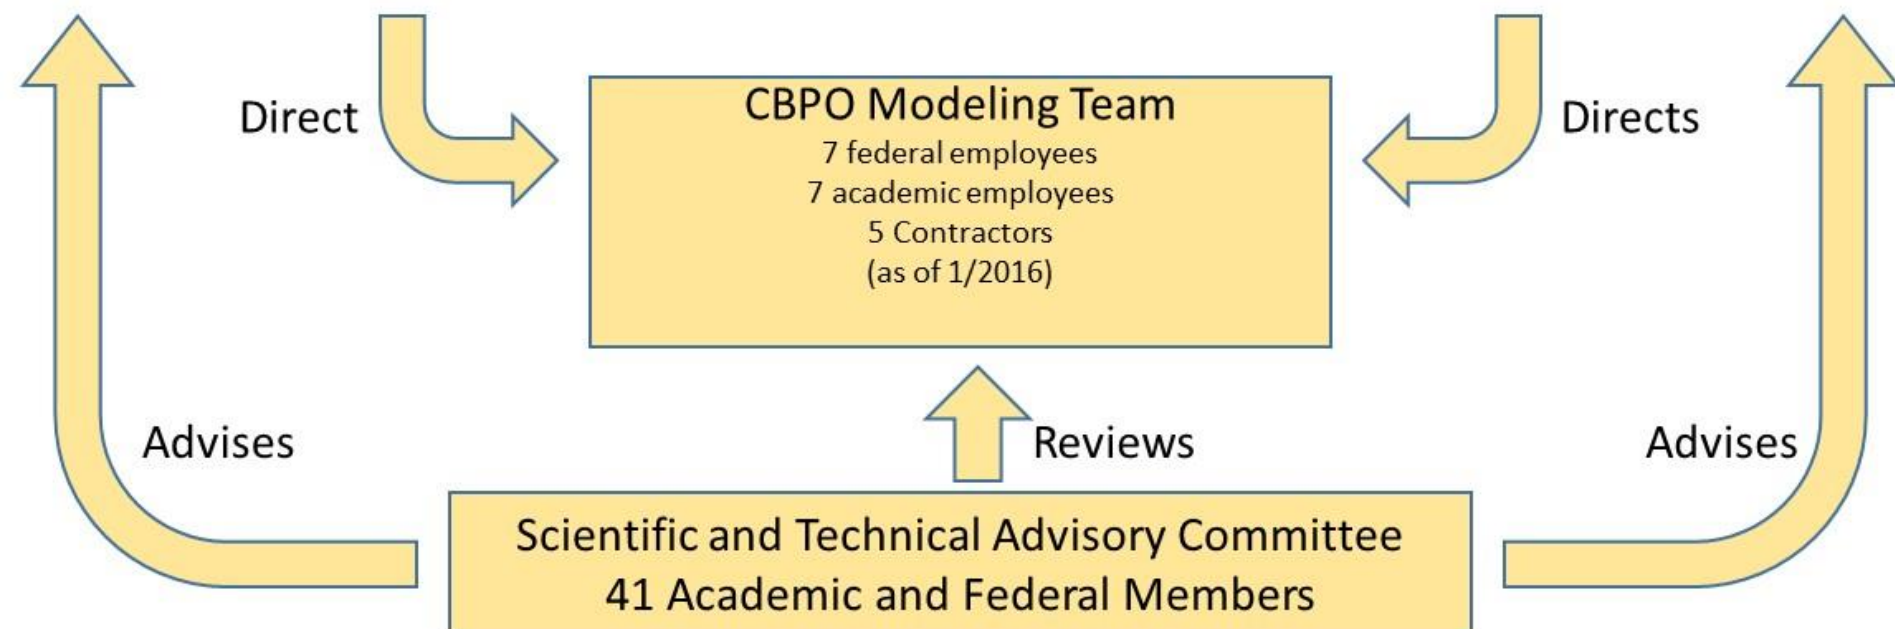 Direct
CBPO Modeling Team
7 federal employees
7 academic employees
5 Contractors
(as of 1/2016)
Directs
Advises
Reviews
Advises
Scientific and Technical Advisory Committee
41 Academic and Federal Members